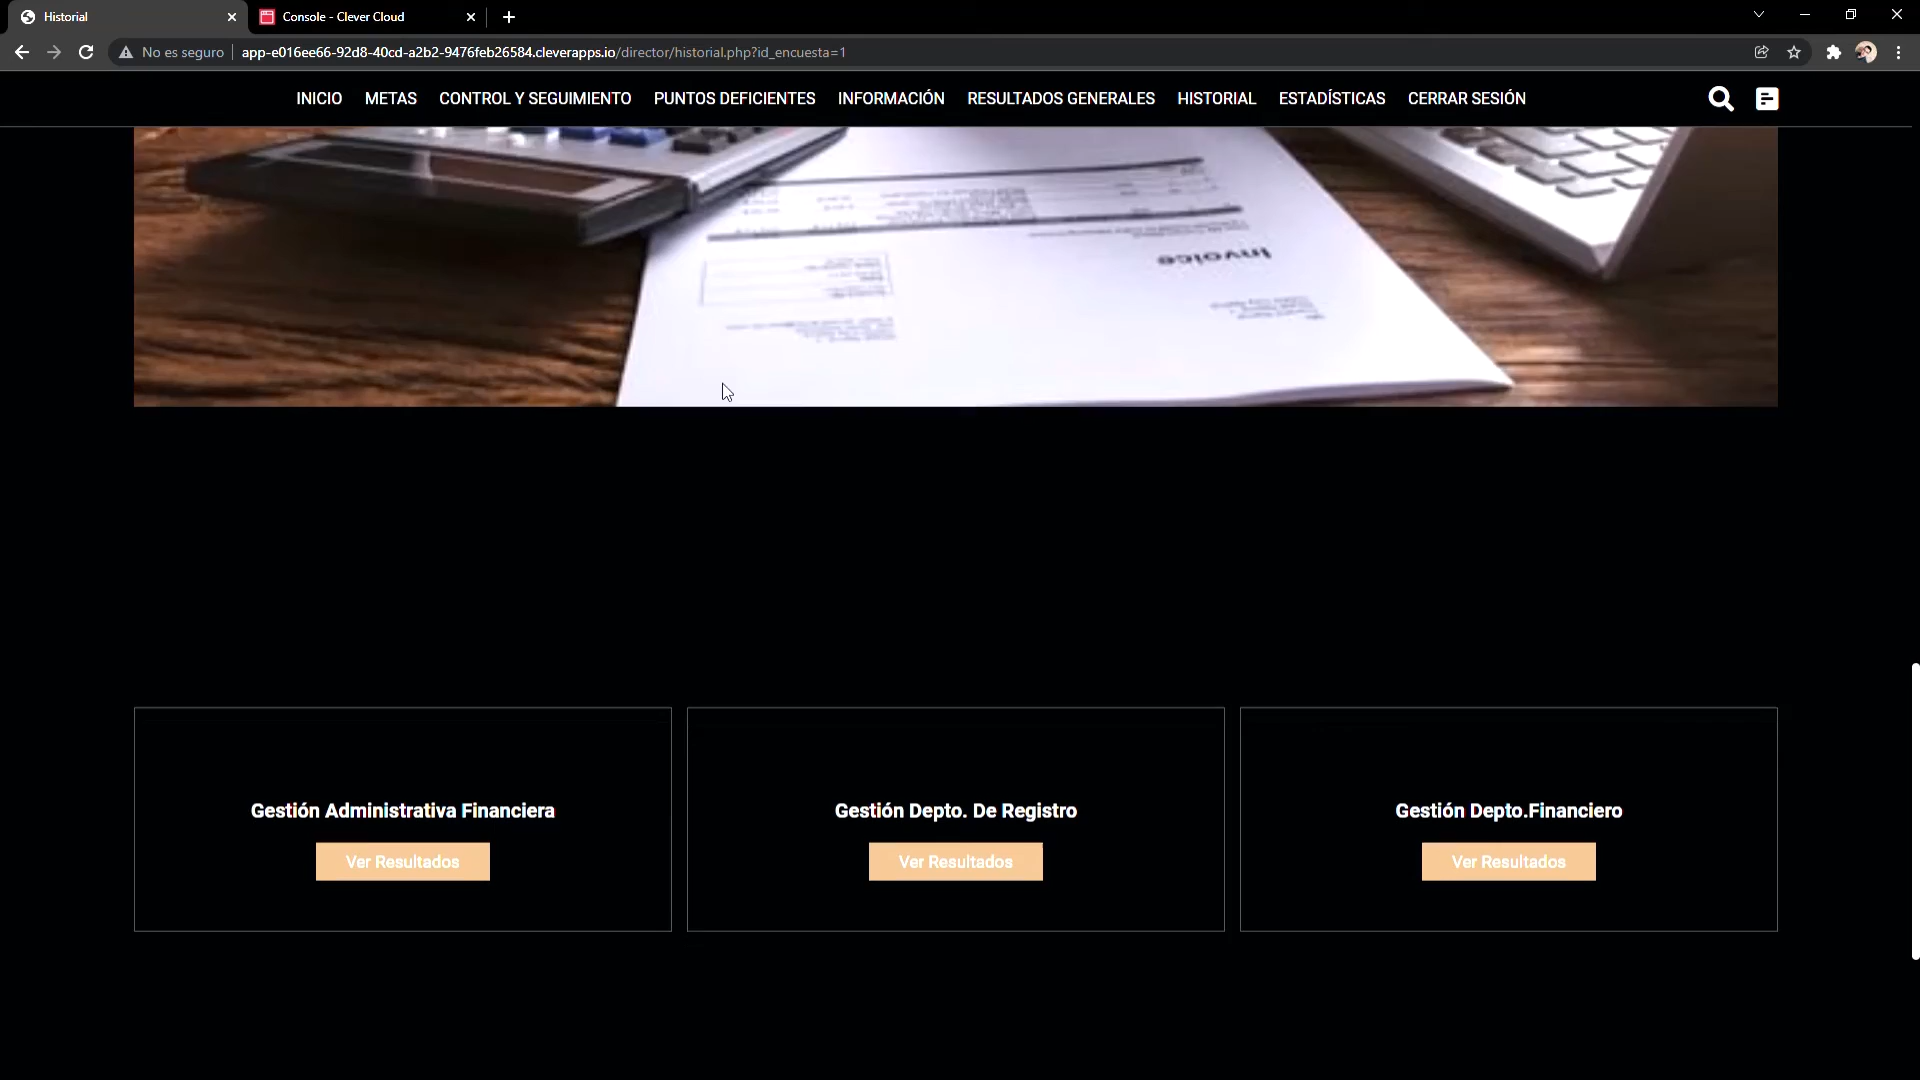 Historial
Console - Clever Cloud
No es seguro
app-e016ee66-92d8-40cd-a2b2-9476feb26584.cleverapps.io/director/historial.php?id_encuesta=1
INICIO METAS CONTROL Y SEGUIMIENTO PUNTOS DEFICIENTES INFORMACIÓN RESULTADOS GENERALES HISTORIAL ESTADÍSTICAS CERRAR SESIÓN
Invoice
Gestión Administrativa Financiera
Ver Resultados
Gestión Depto. De Registro
Ver Resultados
Gestión Depto.Financiero
Ver Resultados